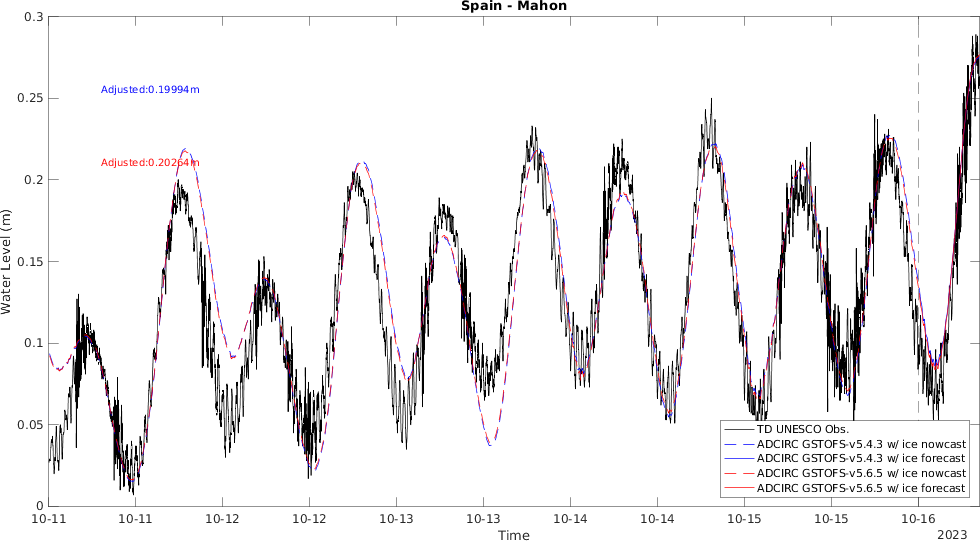 Spain - Mahon
0.3
0.25
0.2
0.15
0.1
0.05
0
Water Level (m)
Adjusted:0.19994m
Adjusted:0.20264m
TD UNESCO Obs.
ADCIRC GSTOFS-v5.4.3 w/ ice nowcast
ADCIRC GSTOFS-v5.4.3 w/ ice forecast
ADCIRC GSTOFS-v5.6.5 w/ ice nowcast
ADCIRC GSTOFS-v5.6.5 w/ ice forecast
10-11 10-11 10-12 10-12 10-13 10-13 10-14 10-14 10-15 10-15 10-16
Time
2023